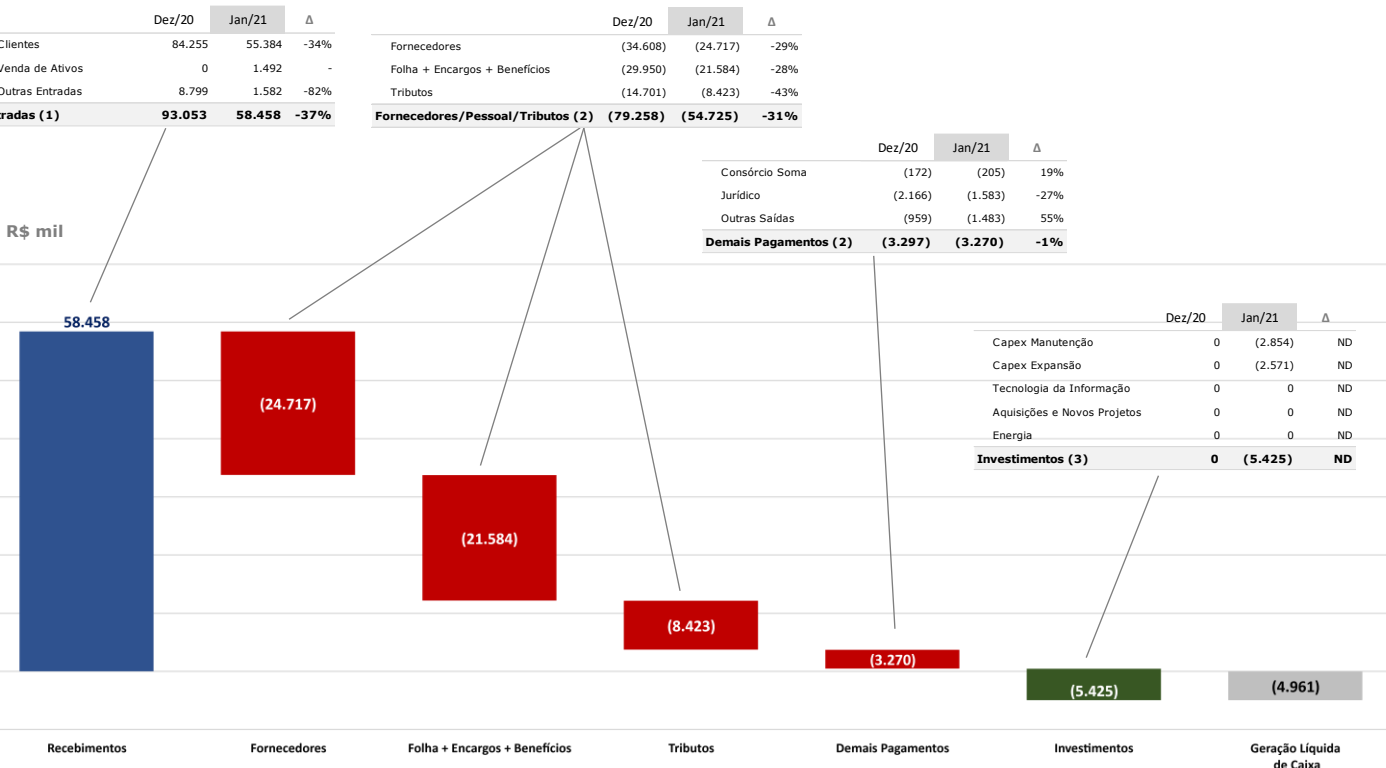 Dez/20 Jan/21 Δ
Clientes 84.255 55.384 -34%
Venda de Ativos 0 1.492 -
Outras Entradas 8.799 1.582 -82%
tradas (1) 93.053 58.458 -37%
Dez/20 Jan/21 Δ
Fornecedores (34.608) (24.717) -29%
Folha + Encargos + Benefícios (29.950) (21.584) -28%
Tributos (14.701) (8.423) -43%
Fornecedores/Pessoal/Tributos (2) (79.258) (54.725) -31%
Dez/20 Jan/21 Δ
Consórcio Soma (172) (205) 19%
Jurídico (2.166) (1.583) -27%
Outras Saídas (959) (1.483) 55%
Demais Pagamentos (2) (3.297) (3.270) -1%
R$ mil
Dez/20 Jan/21 Δ
Capex Manutenção 0 (2.854) ND
Capex Expansão 0 (2.571) ND
Tecnologia da Informação 0 0 ND
Aquisições e Novos Projetos 0 0 ND
Energia 0 0 ND
Investimentos (3) 0 (5.425) ND
58.458
(24.717)
(21.584)
(8.423)
(3.270)
(5.425)
(4.961)
Recebimentos
Fornecedores
Folha + Encargos + Benefícios
Tributos
Demais Pagamentos
Investimentos
Geração Líquida
de Caixa